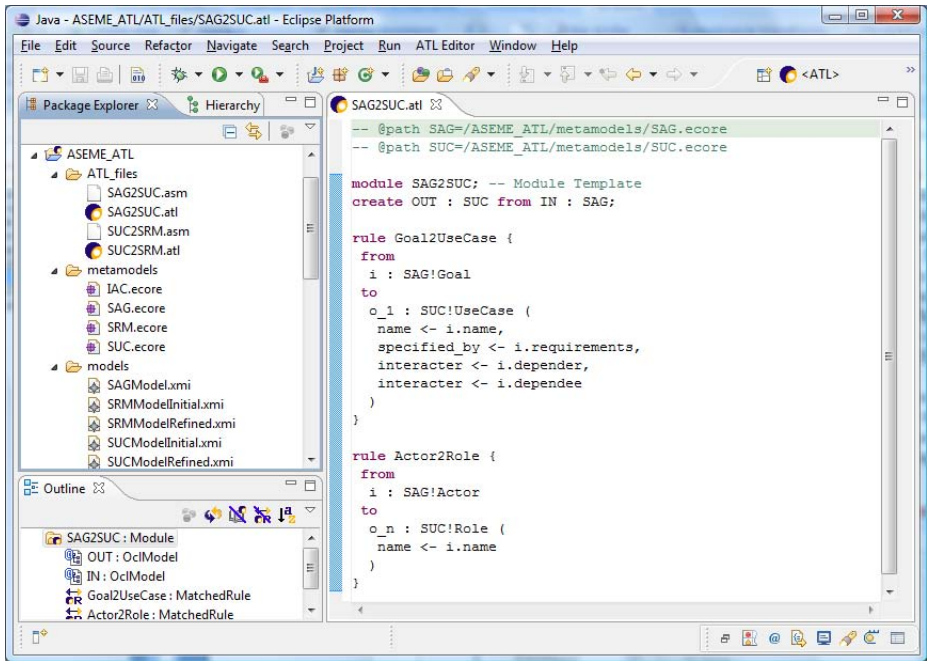 Java - ASEME_ATL/ATL_files/SAG2SUC.atl - Eclipse Platform
File Edit Source Refactor Navigate Search Project Run ATL Editor Window Help
<ATL>
Package Explorer
Hierarchy
ASEME_ATL
ATL_files
SAG2SUC.asm
SAG2SUC.atl
SUC2SRM.asm
SUC2SRM.atl
metamodels
IAC.ecore
SAG.ecore
SRM.ecore
SUC.ecore
models
SAGModel.xmi
SRMModelInitial.xmi
SRMModelRefined.xmi
SUCModelInitial.xmi
SUCModelRefined.xmi
Outline
SAG2SUC : Module
OUT : OclModel
IN : OclModel
Goal2UseCase : MatchedRule
Actor2Role : MatchedRule
SAG2SUC.atl
-- @path SAG=/ASEME_ATL/metamodels/SAG.ecore
-- @path SUC=/ASEME_ATL/metamodels/SUC.ecore
module SAG2SUC; -- Module Template
create OUT : SUC from IN : SAG;
rule Goal2UseCase {
from
i : SAG!Goal
to
o_1 : SUC!UseCase (
name <- i.name,
specified_by <- i.requirements,
interacter <- i.depender,
interacter <- i.dependee
)
}
rule Actor2Role {
from
i : SAG!Actor
to
o_n : SUC!Role (
name <- i.name
)
}